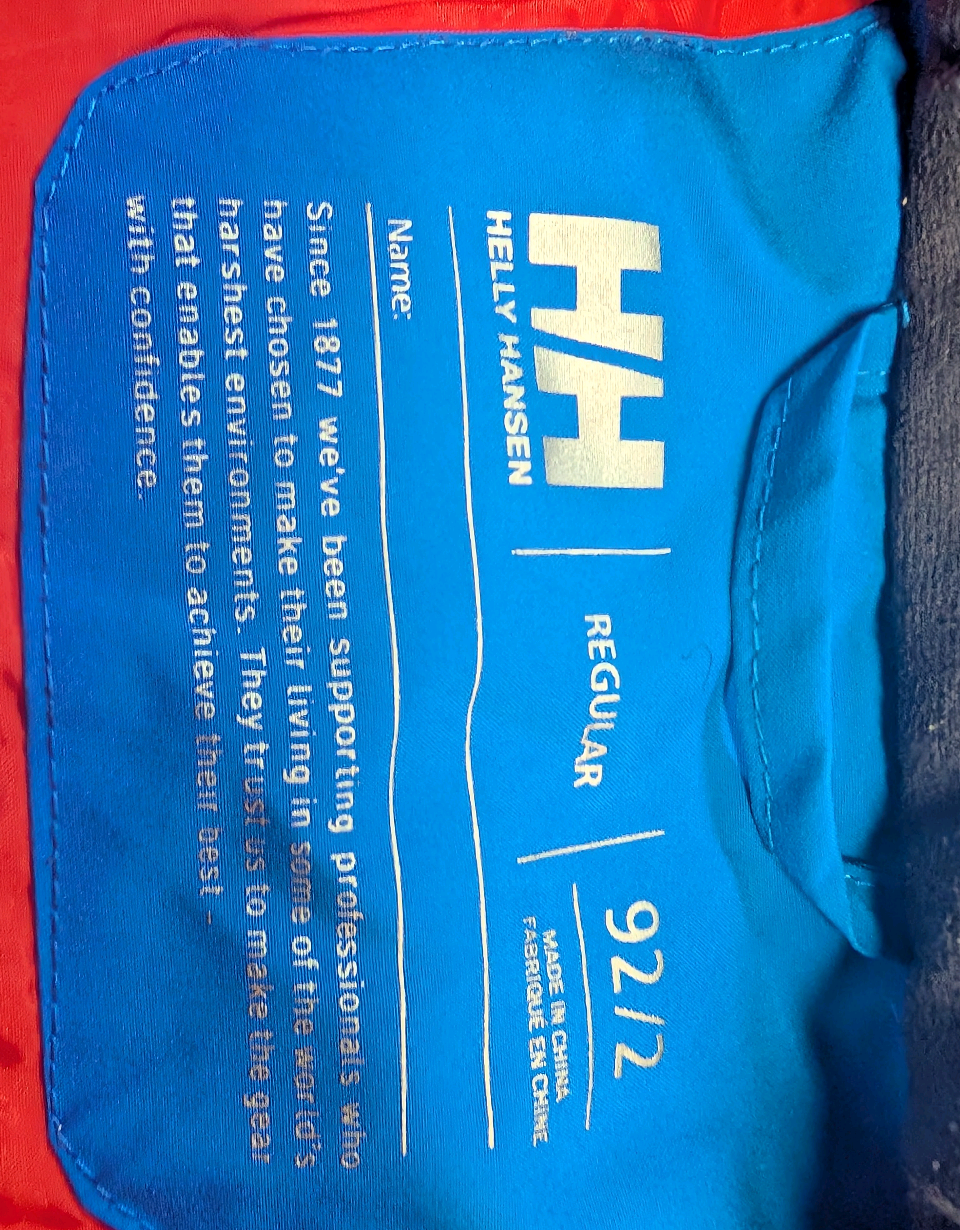 HH
HELLY HANSEN
REGULAR
92/2
MADE IN CHINA
FABRIQUE EN CHINE
Name:
Since 1877 we've been supporting professionals who
have chosen to make their living in some of the world's
harshest environments. They trust us to make the gear
that enables them to achieve their best -
with confidence.